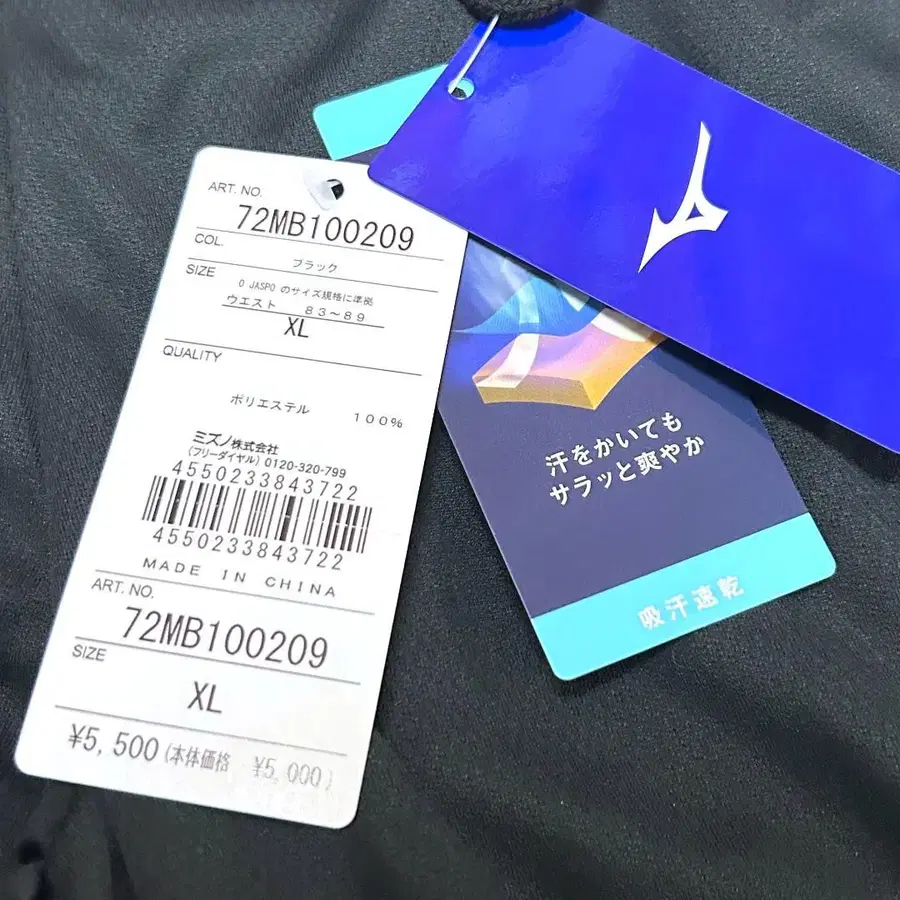 ART. NO.
72MB100209
COL.
ブラック
SIZE
O JASPO のサイズ規格に準拠
ウエスト 83～89
XL
QUALITY
ポリエステル 100%
ミズノ株式会社
(フリーダイヤル) 0120-320-799
4550233843722
4550233843722
MADE IN CHINA
ART. NO.
72MB100209
SIZE
XL
¥5,500 (本体価格 ¥5,000)
汗をかいても
サラッと爽やか
吸汗速乾